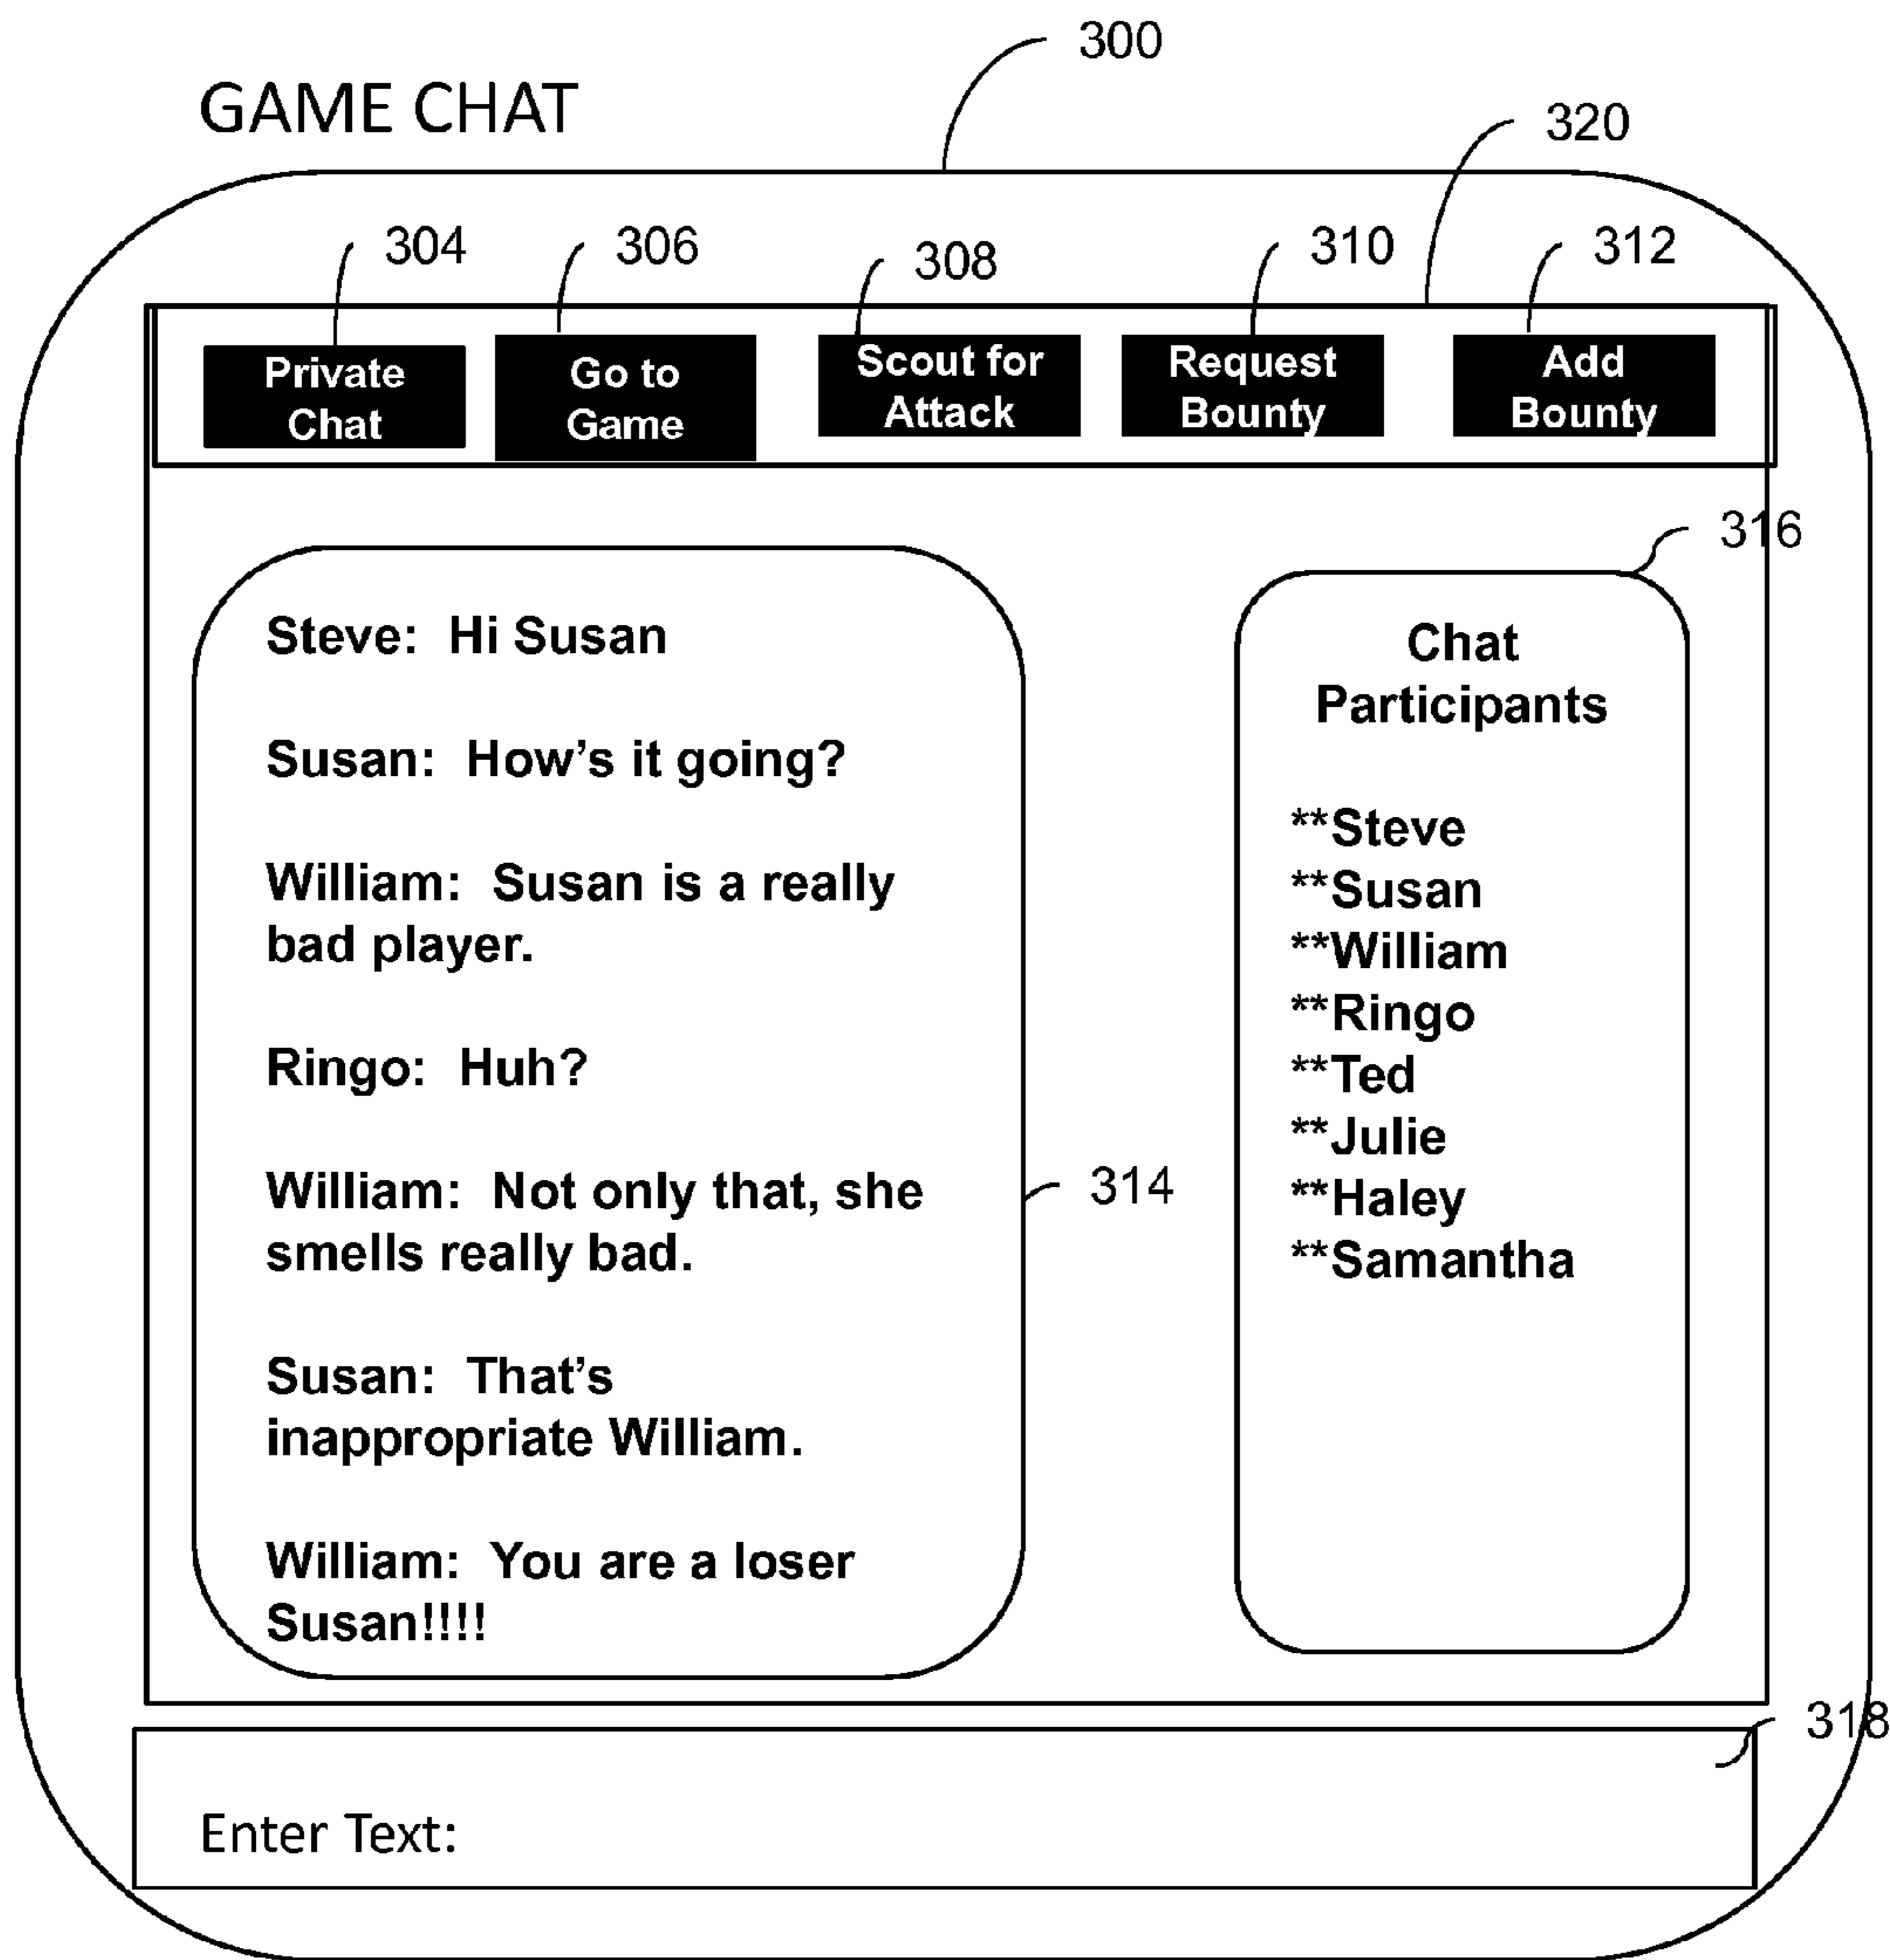 300
GAME CHAT
320
304
306
308
310
312
Private
Chat
Go to
Game
Scout for
Attack
Request
Bounty
Add
Bounty
316
Steve: Hi Susan
Susan: How's it going?
William: Susan is a really
bad player.
Ringo: Huh?
William: Not only that, she
smells really bad.
Susan: That's
inappropriate William.
William: You are a loser
Susan!!!!
314
Chat
Participants
**Steve
**Susan
**William
**Ringo
**Ted
**Julie
**Haley
**Samantha
318
Enter Text: